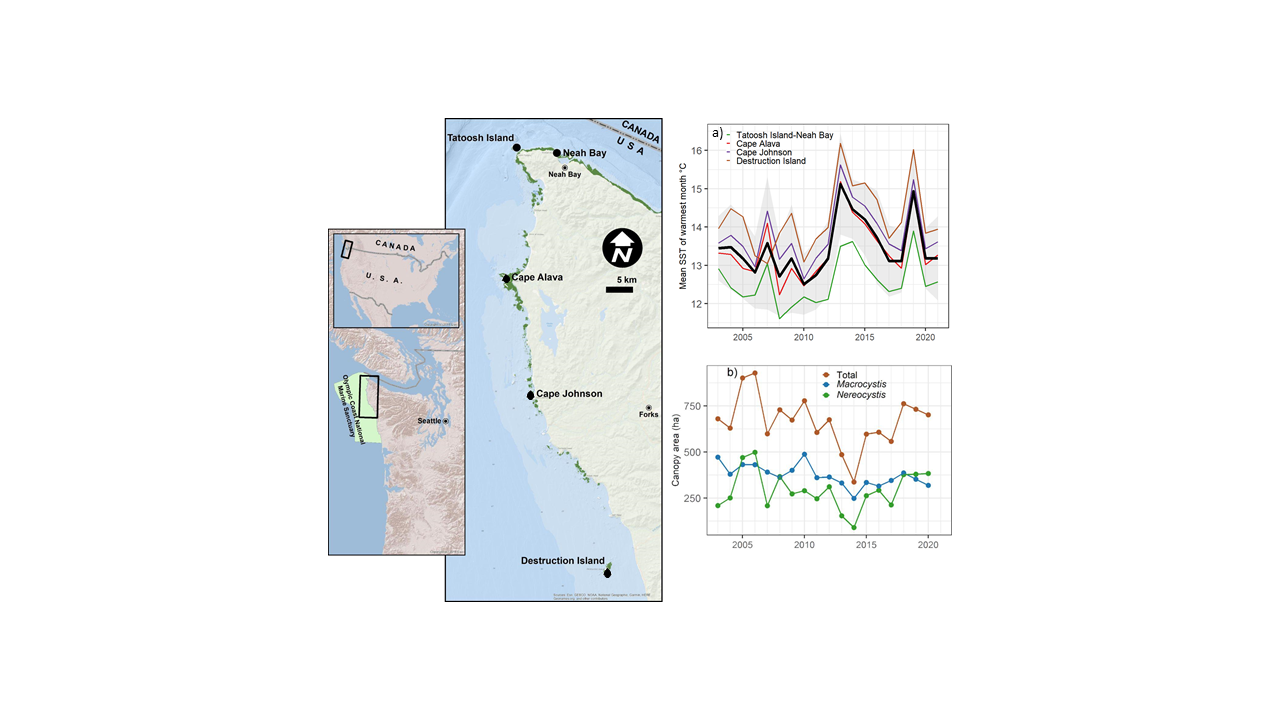 CANADA
U. S. A.
Olympic Coast National
Marine Sanctuary
Seattle
CANADA
U S A
Tatoosh Island
Neah Bay
Neah Bay
N
5 km
Cape Alava
Cape Johnson
Forks
Destruction Island
a)
Tatoosh Island-Neah Bay
Cape Alava
Cape Johnson
Destruction Island
Mean SST of warmest month °C
16
15
14
13
12
2005
2010
2015
2020
b)
Total
Macrocystis
Nereocystis
Canopy area (ha)
750
500
250
2005
2010
2015
2020